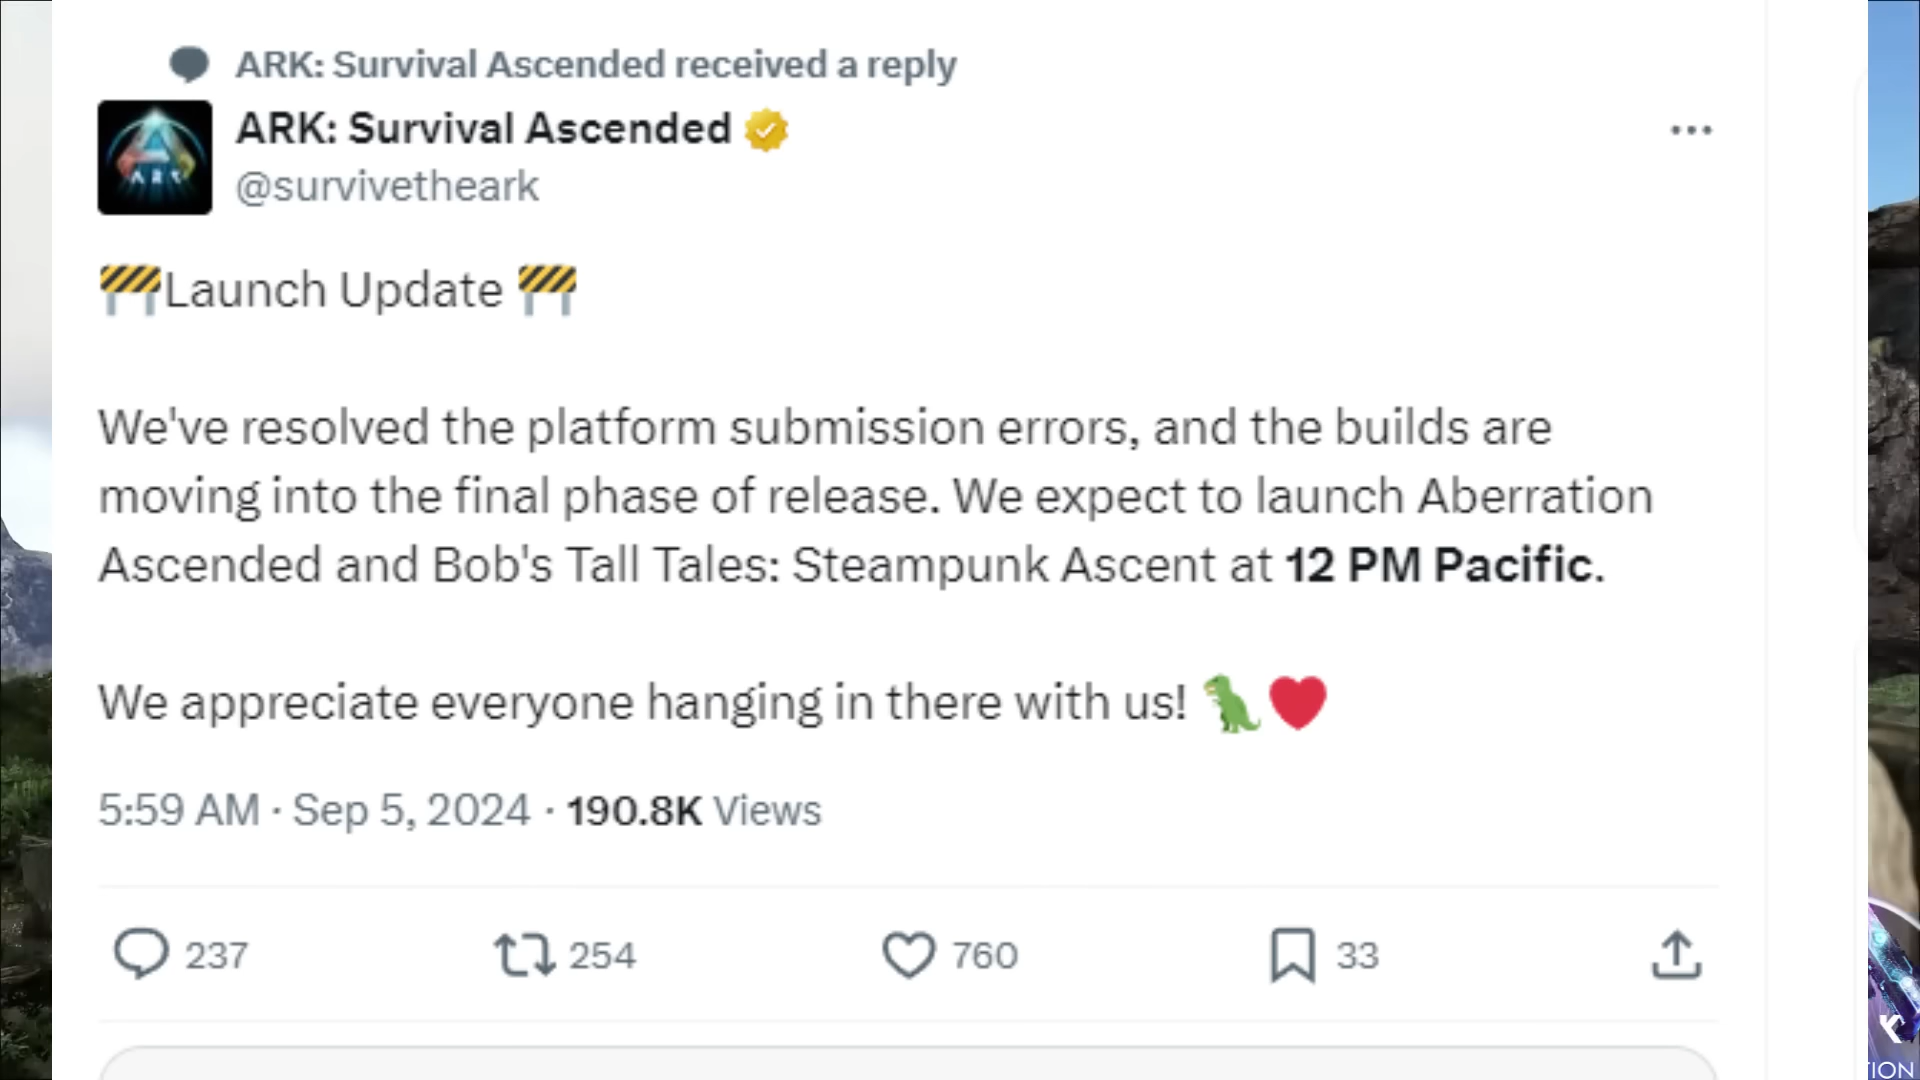 ARK: Survival Ascended received a reply
ARK: Survival Ascended
@survivetheark
ARK
🚧Launch Update 🚧
We've resolved the platform submission errors, and the builds are
moving into the final phase of release. We expect to launch Aberration
Ascended and Bob's Tall Tales: Steampunk Ascent at 12 PM Pacific.
We appreciate everyone hanging in there with us! 🦖❤️
5:59 AM · Sep 5, 2024 · 190.8K Views
237 254 760 33